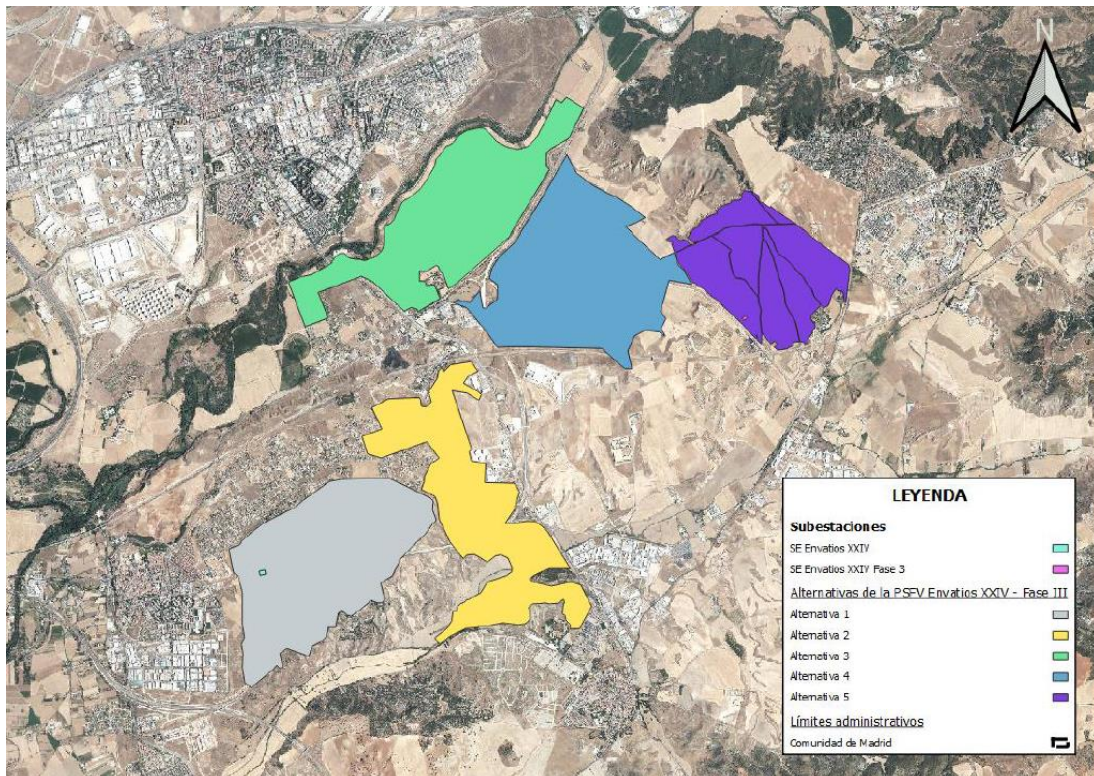 N
LEYENDA
Subestaciones
SE Envatios XXIV
SE Envatios XXIV Fase 3
Alternativas de la PSFV Envatios XXIV - Fase III
Alternativa 1
Alternativa 2
Alternativa 3
Alternativa 4
Alternativa 5
Límites administrativos
Comunidad de Madrid